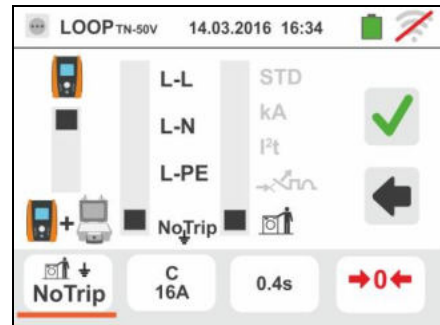 LOOP TN-50V 14.03.2016 16:34
L-L STD
L-N kA
I²t
L-PE
+ NoTrip
NoTrip C 16A 0.4s 0